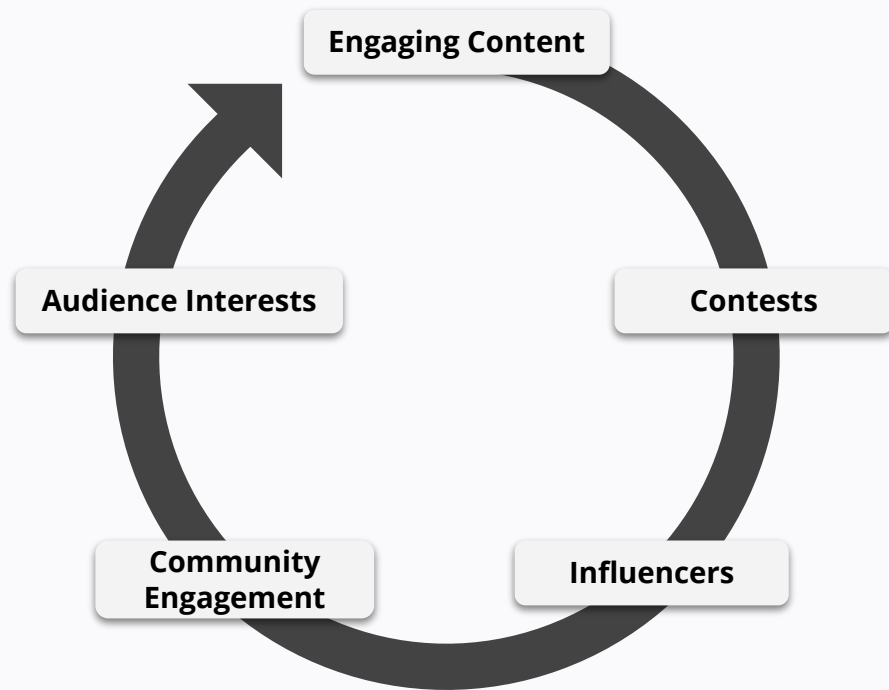 Engaging Content
Contests
Influencers
Community
Engagement
Audience Interests